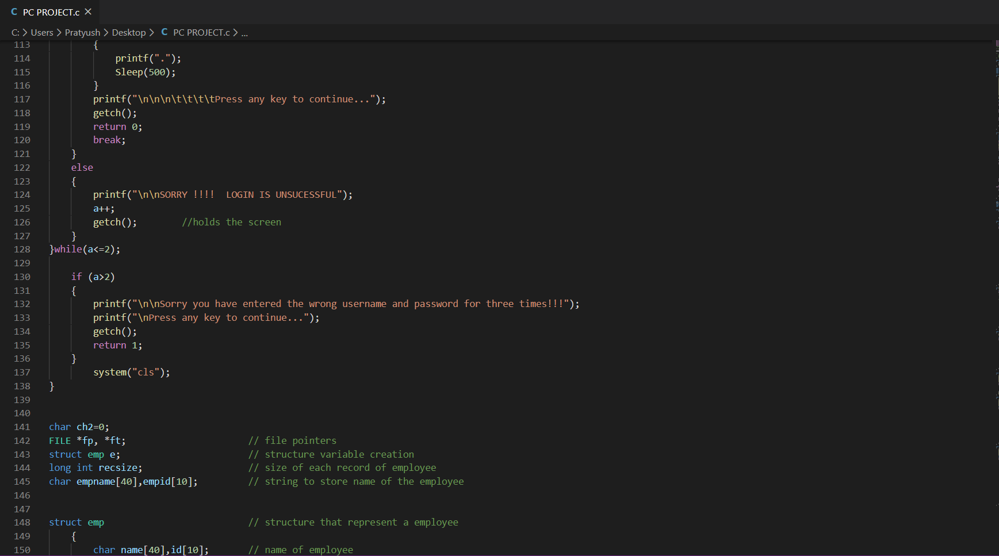 C PC PROJECT.c ×
C: > Users > Pratyush > Desktop > C PC PROJECT.c > ...
113 {
114 printf(".");
115 Sleep(500);
116 }
117 printf("\n\n\n\t\t\t\tPress any key to continue...");
118 getch();
119 return 0;
120 break;
121 }
122 else
123 {
124 printf("\n\nSORRY !!!!  LOGIN IS UNSUCESSFUL");
125 a++;
126 getch();        //holds the screen
127 }
128 }while(a<=2);
129
130 if (a>2)
131 {
132 printf("\n\nSorry you have entered the wrong username and password for three times!!!");
133 printf("\nPress any key to continue...");
134 getch();
135 return 1;
136 }
137 system("cls");
138 }
139
140
141 char ch2=0;
142 FILE *fp, *ft;                      // file pointers
143 struct emp e;                       // structure variable creation
144 long int recsize;                   // size of each record of employee
145 char empname[40],empid[10];         // string to store name of the employee
146
147
148 struct emp                          // structure that represent a employee
149 {
150 char name[40],id[10];       // name of employee